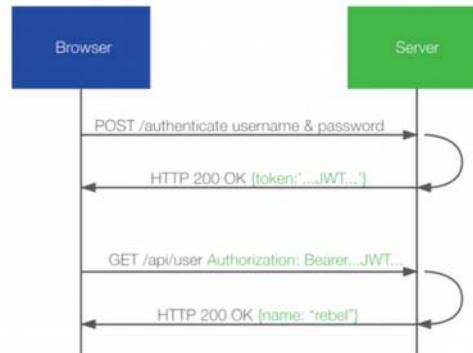 Browser
Server
POST /authenticate username & password
HTTP 200 OK {token:'...JWT...'}
GET /api/user Authorization: Bearer...JWT...
HTTP 200 OK {name: "rebel"}